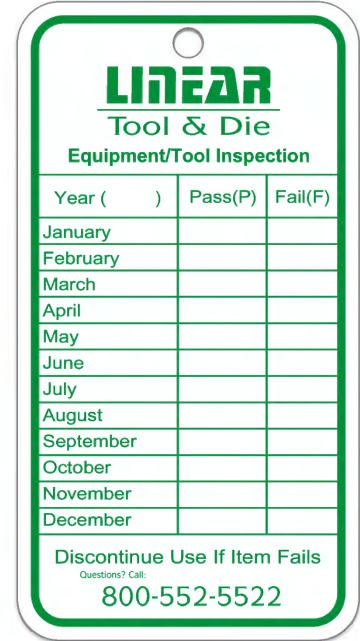 LINEAR
Tool & Die
Equipment/Tool Inspection
Year (      ) Pass(P) Fail(F)
January
February
March
April
May
June
July
August
September
October
November
December
Discontinue Use If Item Fails
Questions? Call:
800-552-5522